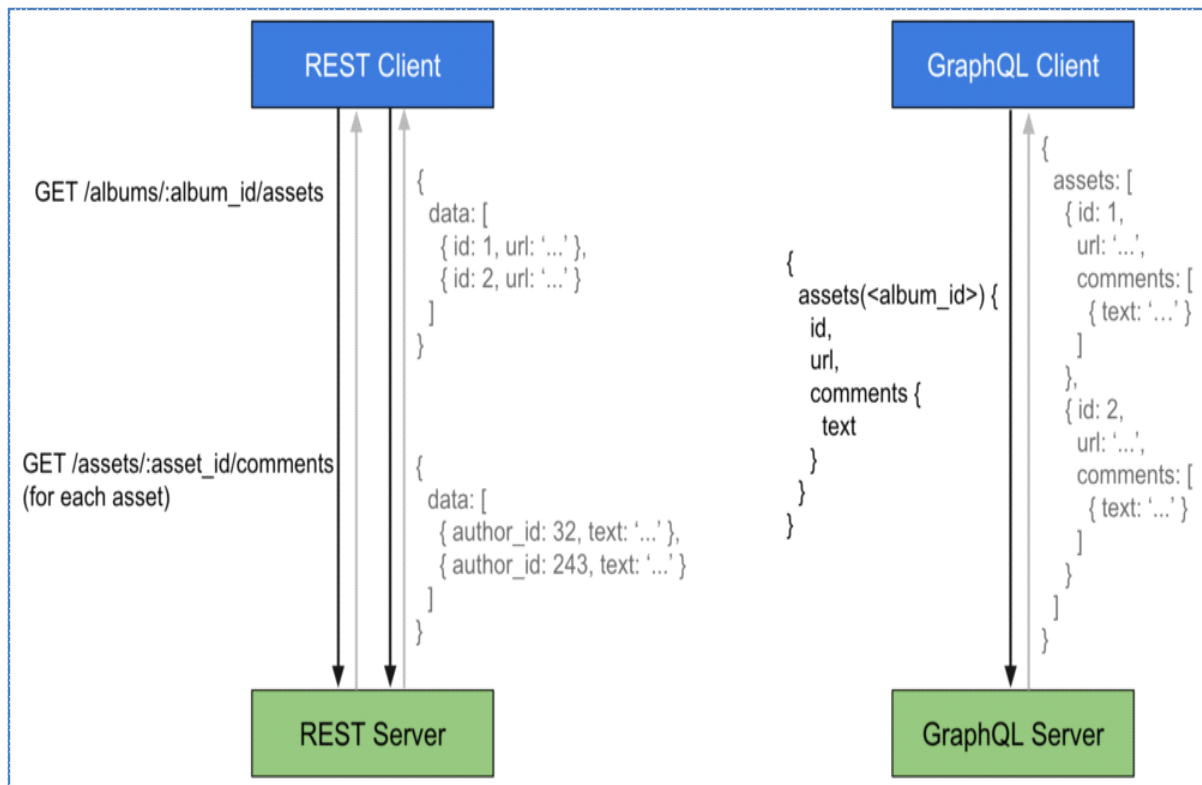 REST Client
GET /albums/:album_id/assets
{
data: [
{ id: 1, url: ‘...’ },
{ id: 2, url: ‘...’ }
]
}
GET /assets/:asset_id/comments
(for each asset)
{
data: [
{ author_id: 32, text: ‘...’ },
{ author_id: 243, text: ‘...’ }
]
}
REST Server
GraphQL Client
{
assets(<album_id>) {
id,
url,
comments {
text
}
}
}
{
assets: [
{ id: 1,
url: ‘...’,
comments: [
{ text: ‘...’ }
]
},
{ id: 2,
url: ‘...’,
comments: [
{ text: ‘...’ }
]
}
]
}
GraphQL Server